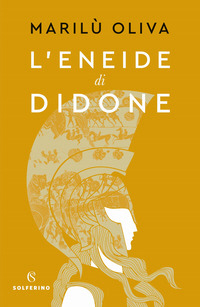 MARILÙ OLIVA
L'ENEIDE
di
DIDONE
SOLFERINO